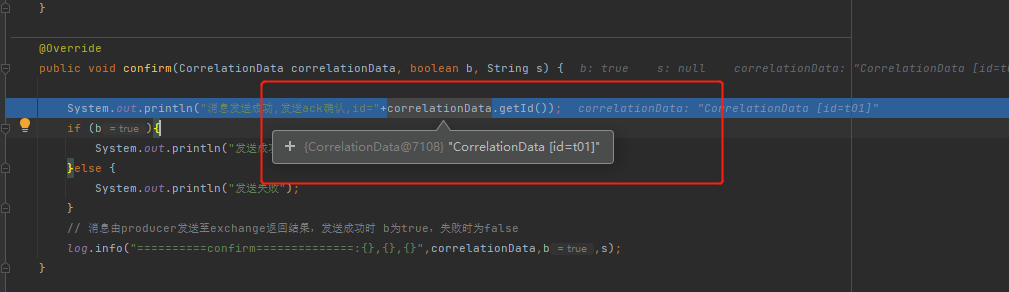 }
@Override
public void confirm(CorrelationData correlationData, boolean b, String s) { b: true s: null correlationData: "CorrelationData [id=t01
System.out.println("消息发送成功,发送ack确认,id="+correlationData.getId()); correlationData: "CorrelationData [id=t01]"
if (b = true ){
System.out.println("发送成功
+ {CorrelationData@7108} "CorrelationData [id=t01]"
}else {
System.out.println("发送失败");
}
// 消息由producer发送至exchange返回结果，发送成功时 b为true，失败时为false
log.info("==========confirm==============:{},{},{}",correlationData,b = true ,s);
}